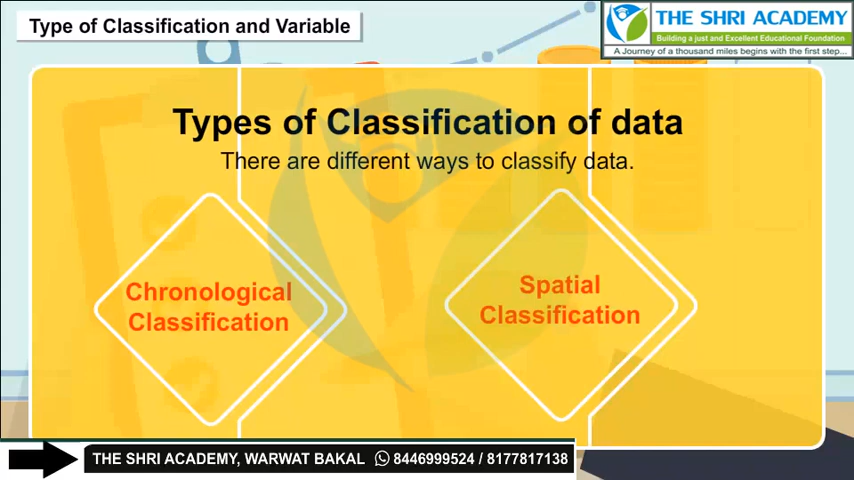 Type of Classification and Variable
THE SHRI ACADEMY
Building a just and Excellent Educational Foundation
A Journey of a thousand miles begins with the first step...
Types of Classification of data
There are different ways to classify data.
Chronological
Classification
Spatial
Classification
THE SHRI ACADEMY, WARWAT BAKAL 8446999524 / 8177817138